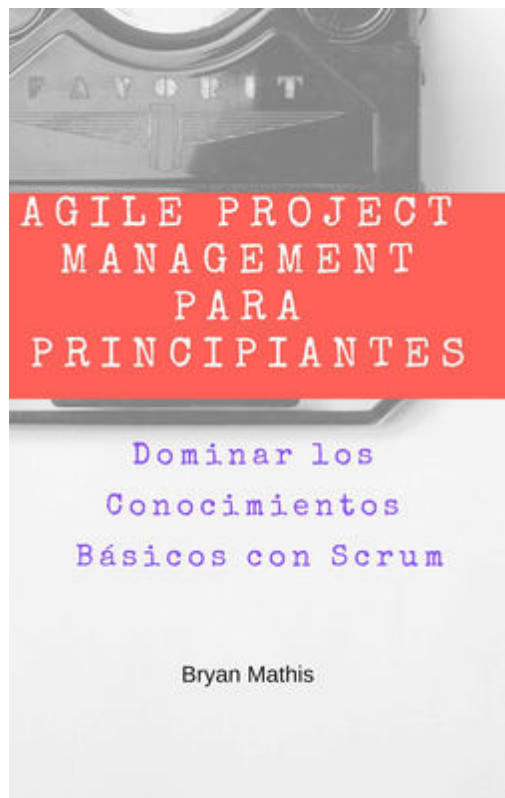 FAVORIT
AGILE PROJECT
MANAGEMENT
PARA
PRINCIPIANTES
Dominar los
Conocimientos
Básicos con Scrum
Bryan Mathis